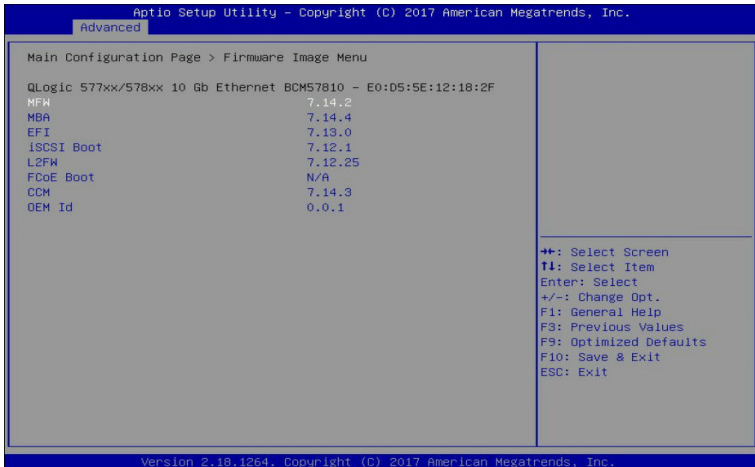 Aptio Setup Utility – Copyright (C) 2017 American Megatrends, Inc.
Advanced
Main Configuration Page > Firmware Image Menu
QLogic 577xx/578xx 10 Gb Ethernet BCM57810 – E0:D5:5E:12:18:2F
MFW 7.14.2
MBA 7.14.4
EFI 7.13.0
iSCSI Boot 7.12.1
L2FW 7.12.25
FCoE Boot N/A
CCM 7.14.3
OEM Id 0.0.1
→←: Select Screen
↑↓: Select Item
Enter: Select
+/-: Change Opt.
F1: General Help
F3: Previous Values
F9: Optimized Defaults
F10: Save & Exit
ESC: Exit
Version 2.18.1264. Copyright (C) 2017 American Megatrends, Inc.